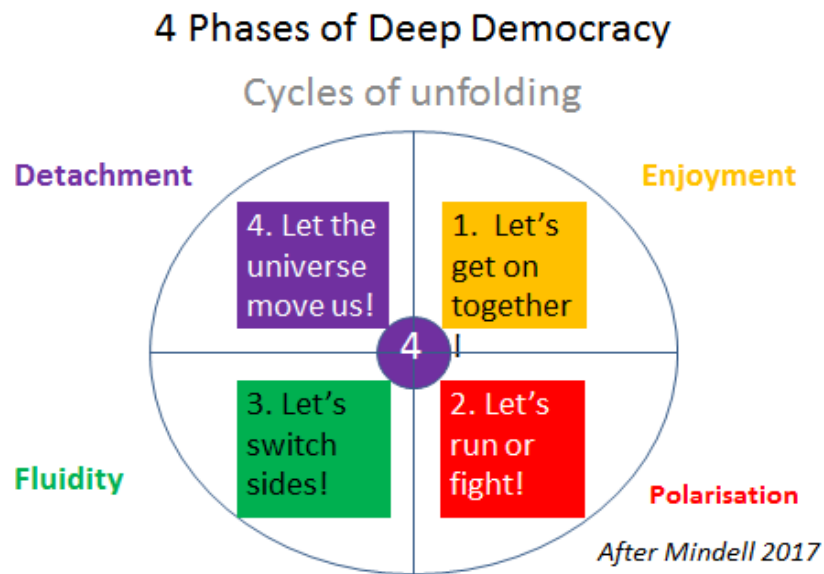 4 Phases of Deep Democracy
Cycles of unfolding
Detachment
Enjoyment
4. Let the
universe
move us!
1. Let's
get on
together
!
4
3. Let's
switch
sides!
2. Let's
run or
fight!
Fluidity
Polarisation
After Mindell 2017